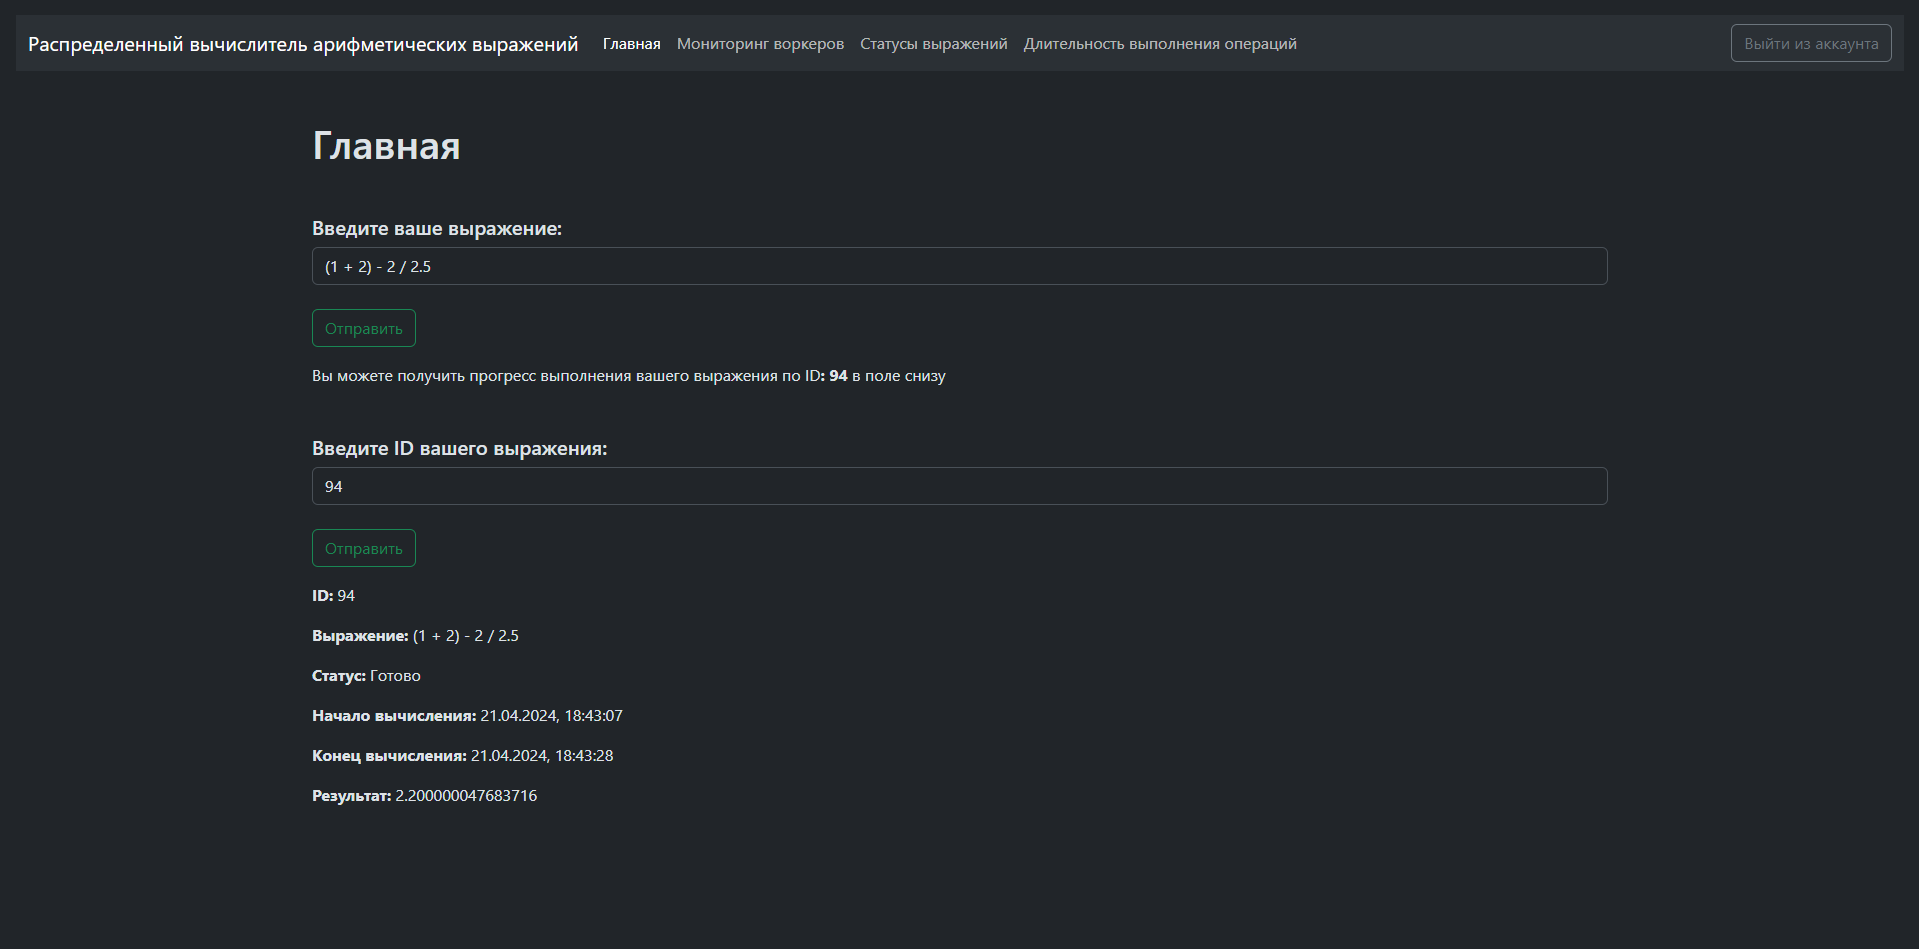 Распределенный вычислитель арифметических выражений Главная Мониторинг воркеров Статусы выражений Длительность выполнения операций Выйти из аккаунта
Главная
Введите ваше выражение:
(1 + 2) - 2 / 2.5
Отправить
Вы можете получить прогресс выполнения вашего выражения по ID: 94 в поле снизу
Введите ID вашего выражения:
94
Отправить
ID: 94
Выражение: (1 + 2) - 2 / 2.5
Статус: Готово
Начало вычисления: 21.04.2024, 18:43:07
Конец вычисления: 21.04.2024, 18:43:28
Результат: 2.200000047683716